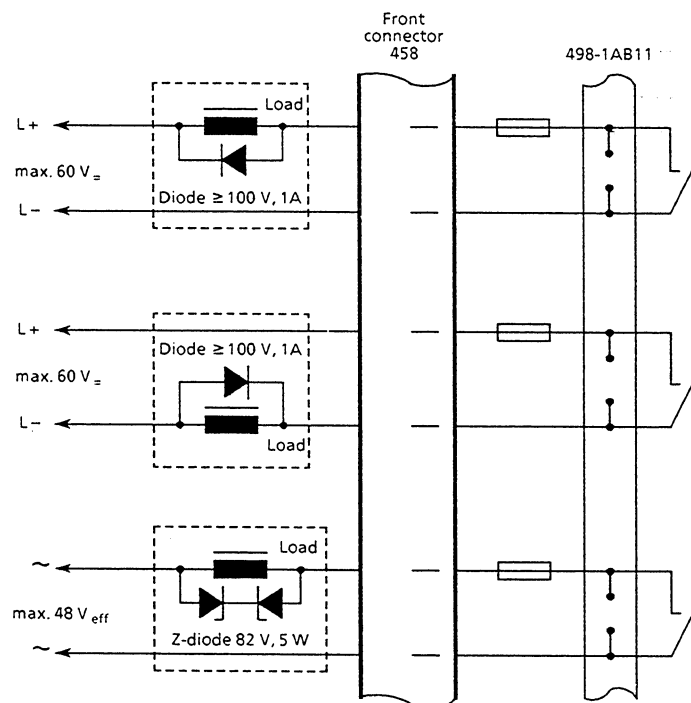 Front
connector
458
498-1AB11
Load
L+
max. 60 V=
Diode ≥ 100 V, 1A
L-
L+
Diode ≥ 100 V, 1A
max. 60 V=
L-
Load
Load
~
max. 48 Veff
Z-diode 82 V, 5 W
~